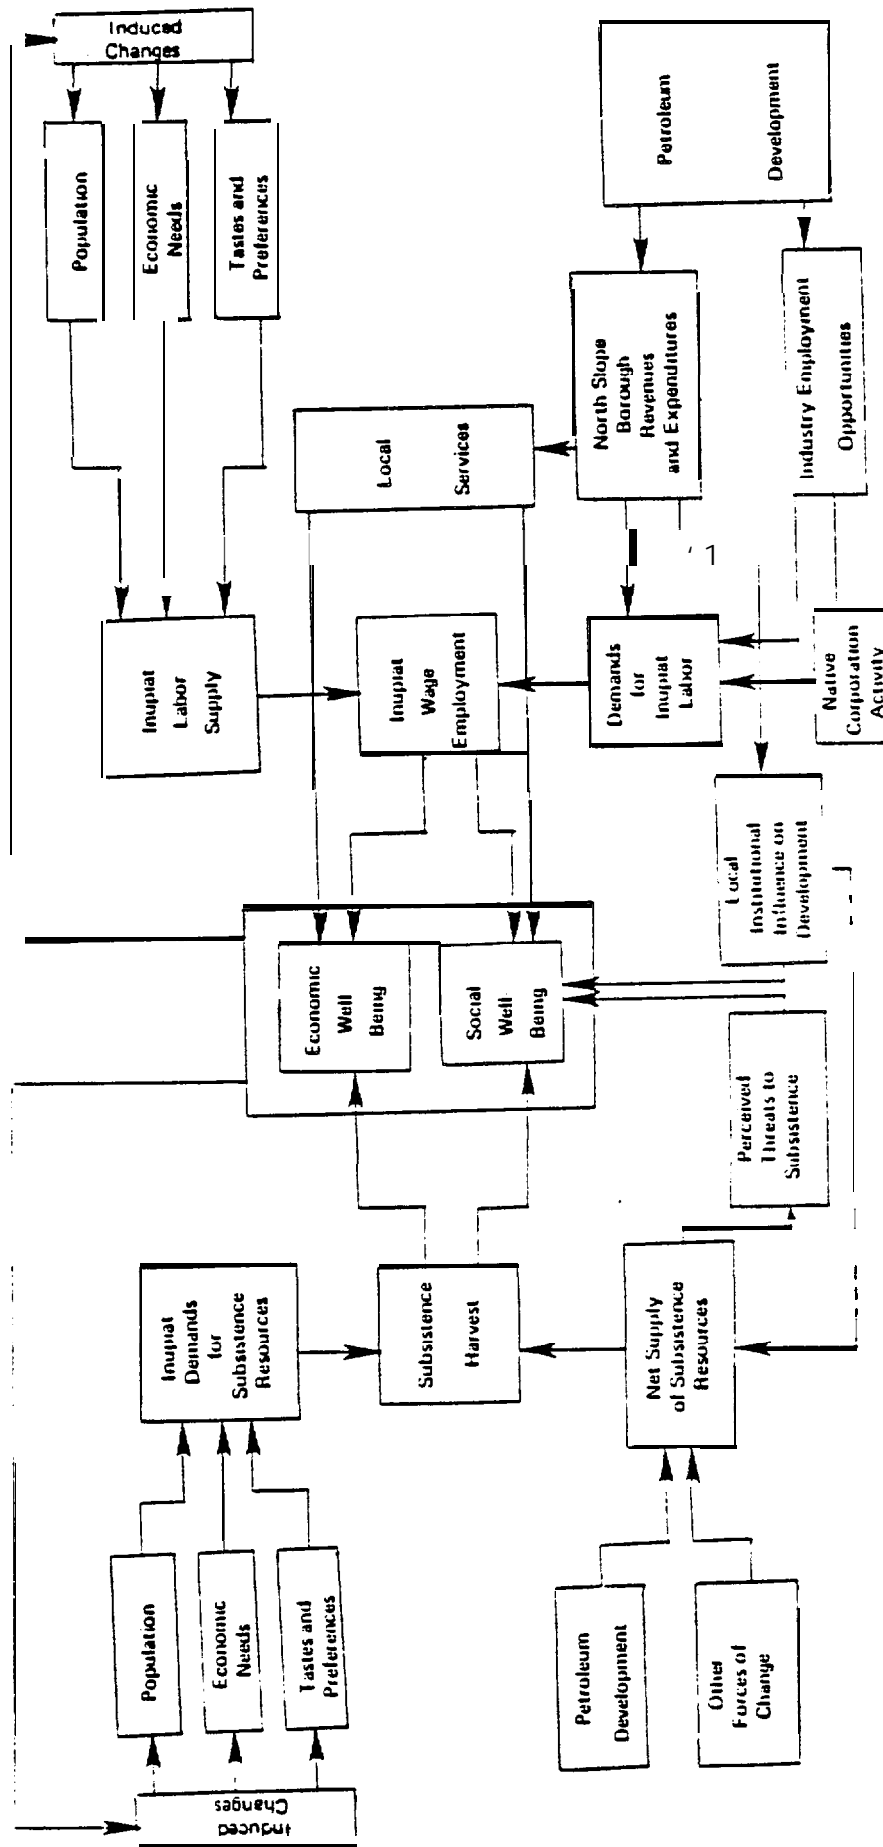 Induced
Changes
Population
Economic
Needs
Tastes and
Preferences
Inupiat
Demands
for
Subsistence
Resources
Subsistence
Harvest
Petroleum
Development
Other
Forces of
Change
Net Supply
of Subsistence
Resources
Perceived
Threats to
Subsistence
Economic
Well
Being
Social
Well
Being
Local
Institutional
Influence on
Development
Inupiat
Labor
Supply
Inupiat
Wage
Employment
Demands
for
Inupiat
Labor
Native
Corporation
Activity
Local
Services
North Slope
Borough
Revenues
and Expenditures
Industry Employment
Opportunities
Induced
Changes
Population
Economic
Needs
Tastes and
Preferences
Petroleum
Development